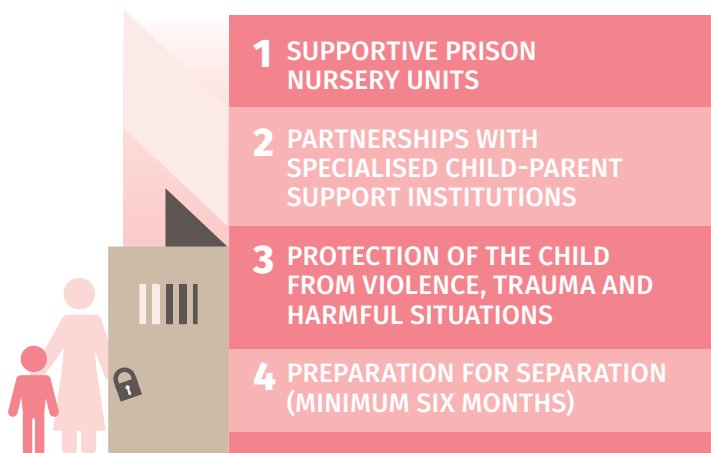 1 SUPPORTIVE PRISON
NURSERY UNITS
2 PARTNERSHIPS WITH
SPECIALISED CHILD-PARENT
SUPPORT INSTITUTIONS
3 PROTECTION OF THE CHILD
FROM VIOLENCE, TRAUMA AND
HARMFUL SITUATIONS
4 PREPARATION FOR SEPARATION
(MINIMUM SIX MONTHS)